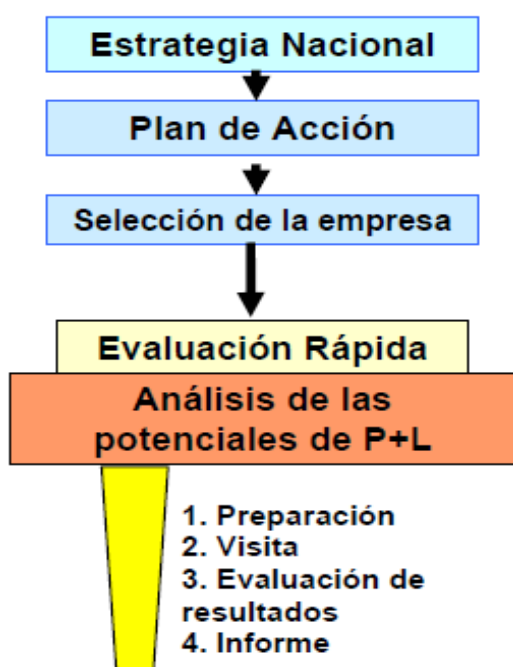 Estrategia Nacional
Plan de Acción
Selección de la empresa
Evaluación Rápida
Análisis de las
potenciales de P+L
1. Preparación
2. Visita
3. Evaluación de
resultados
4. Informe